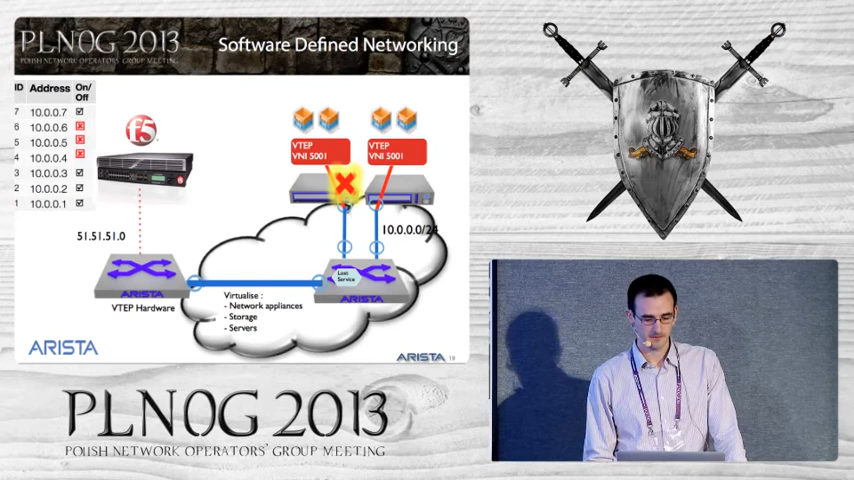 PLNOG 2013
POLISH NETWORK OPERATORS' GROUP MEETING
Software Defined Networking
ID Address On/Off
7 10.0.0.7
6 10.0.0.6
5 10.0.0.5
4 10.0.0.4
3 10.0.0.3
2 10.0.0.2
1 10.0.0.1
f5
VTEP
VNI 5001
VTEP
VNI 5001
51.51.51.0
10.0.0.0/24
ARISTA
VTEP Hardware
Virtualise :
- Network appliances
- Storage
- Servers
Lost
Service
ARISTA
ARISTA
ARISTA 19
PLNOG 2013
POLISH NETWORK OPERATORS' GROUP MEETING